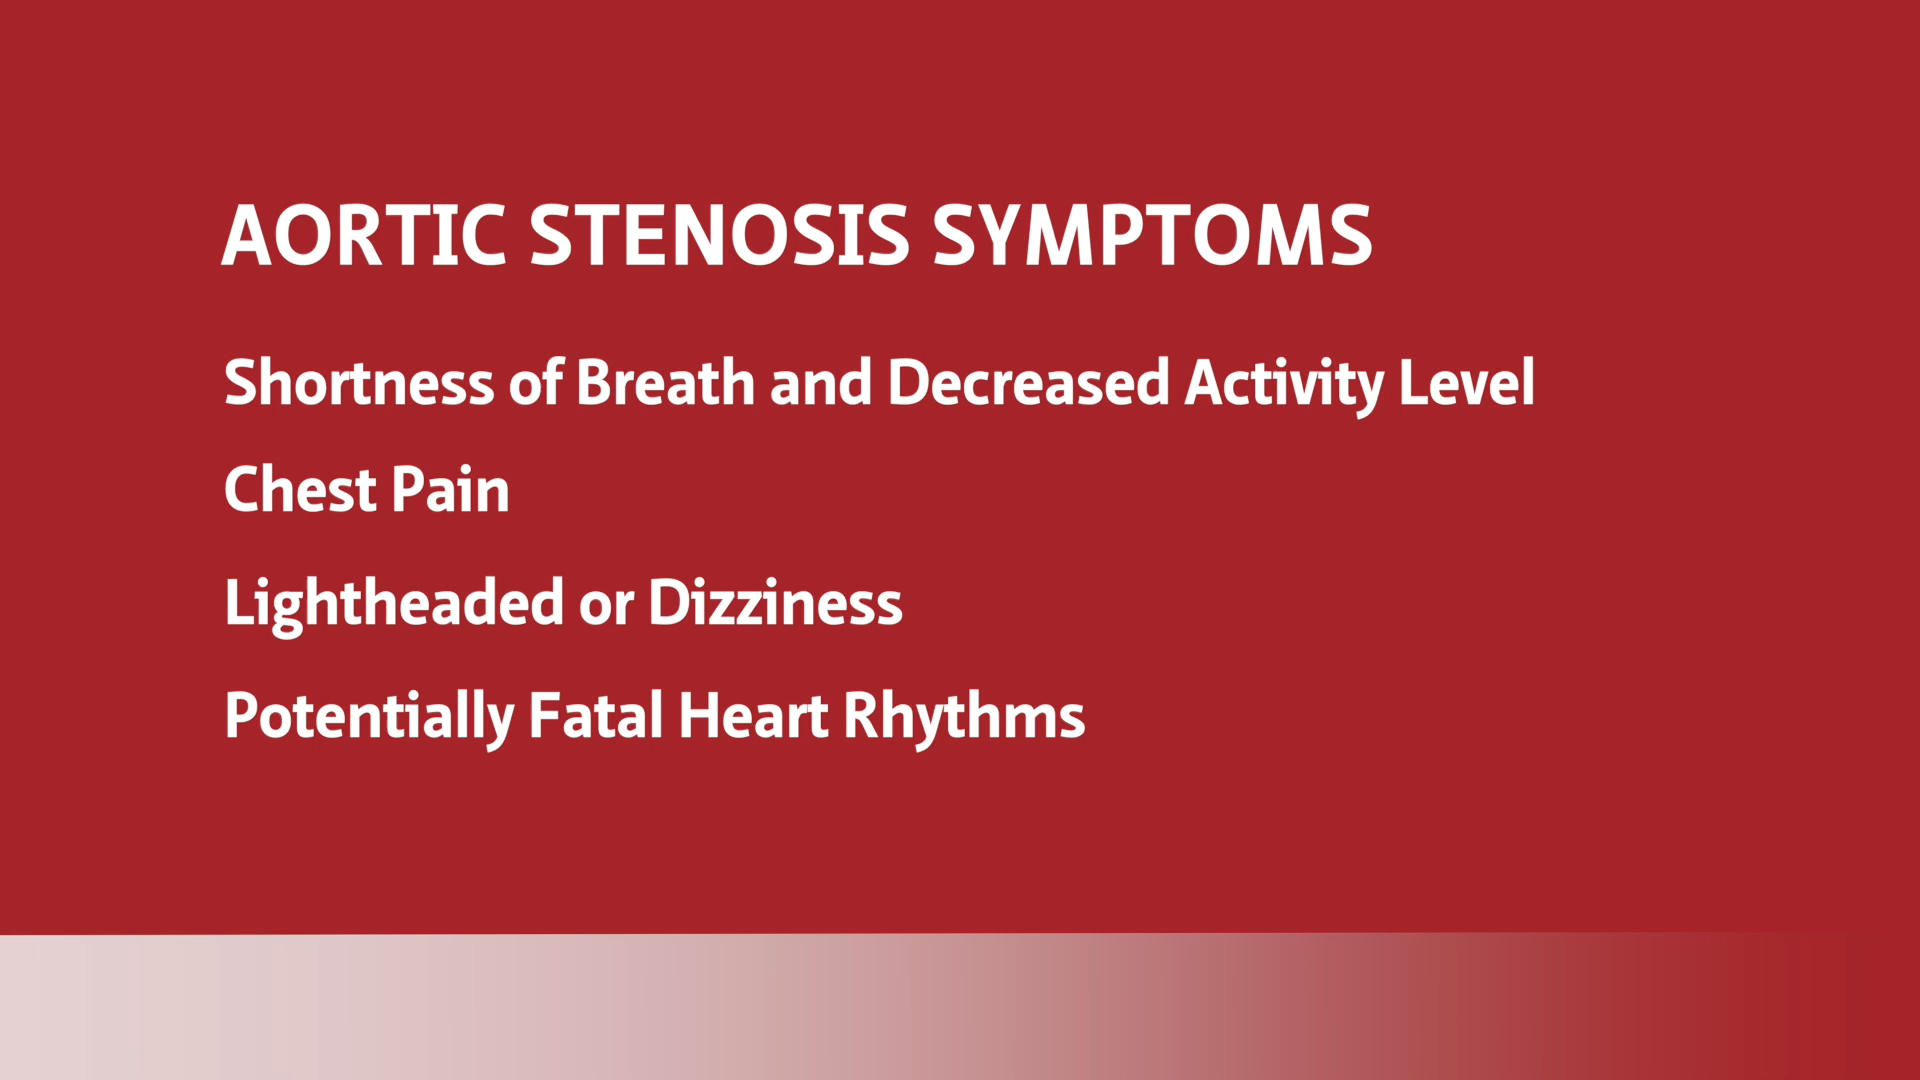 AORTIC STENOSIS SYMPTOMS
Shortness of Breath and Decreased Activity Level
Chest Pain
Lightheaded or Dizziness
Potentially Fatal Heart Rhythms